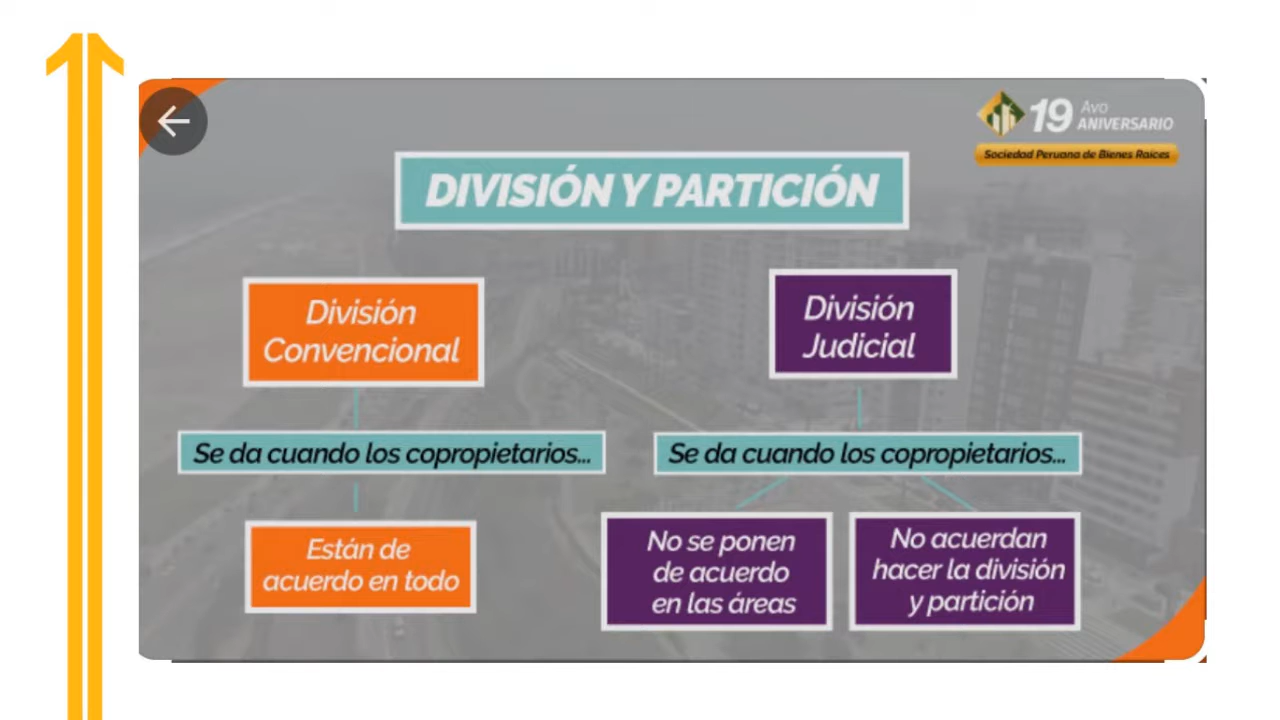 19 Avo
ANIVERSARIO
Sociedad Peruana de Bienes Raíces
DIVISIÓN Y PARTICIÓN
División
Convencional
Se da cuando los copropietarios...
Están de
acuerdo en todo
División
Judicial
Se da cuando los copropietarios...
No se ponen
de acuerdo
en las áreas
No acuerdan
hacer la división
y partición